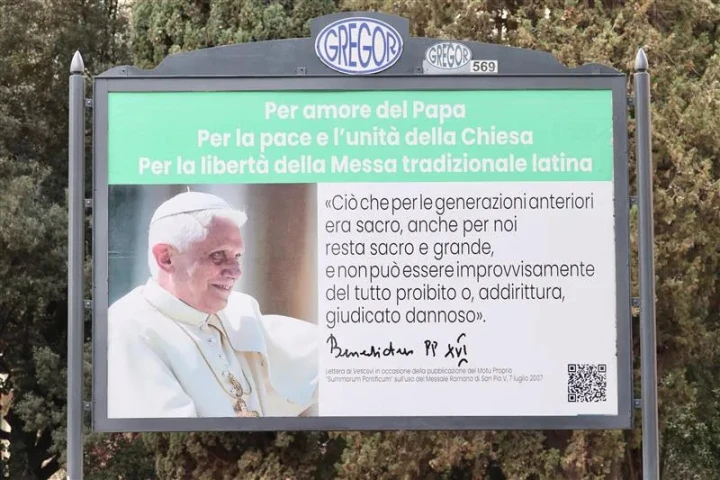 GREGOR
GREGOR
569
Per amore del Papa
Per la pace e l'unità della Chiesa
Per la libertà della Messa tradizionale latina
«Ciò che per le generazioni anteriori
era sacro, anche per noi
resta sacro e grande,
e non può essere improvvisamente
del tutto proibito o, addirittura,
giudicato dannoso».
Benedictus PP XVI
Lettera ai Vescovi in occasione della pubblicazione del Motu Proprio
"Summorum Pontificum" sull'uso del Messale Romano di San Pio V, 7 luglio 2007